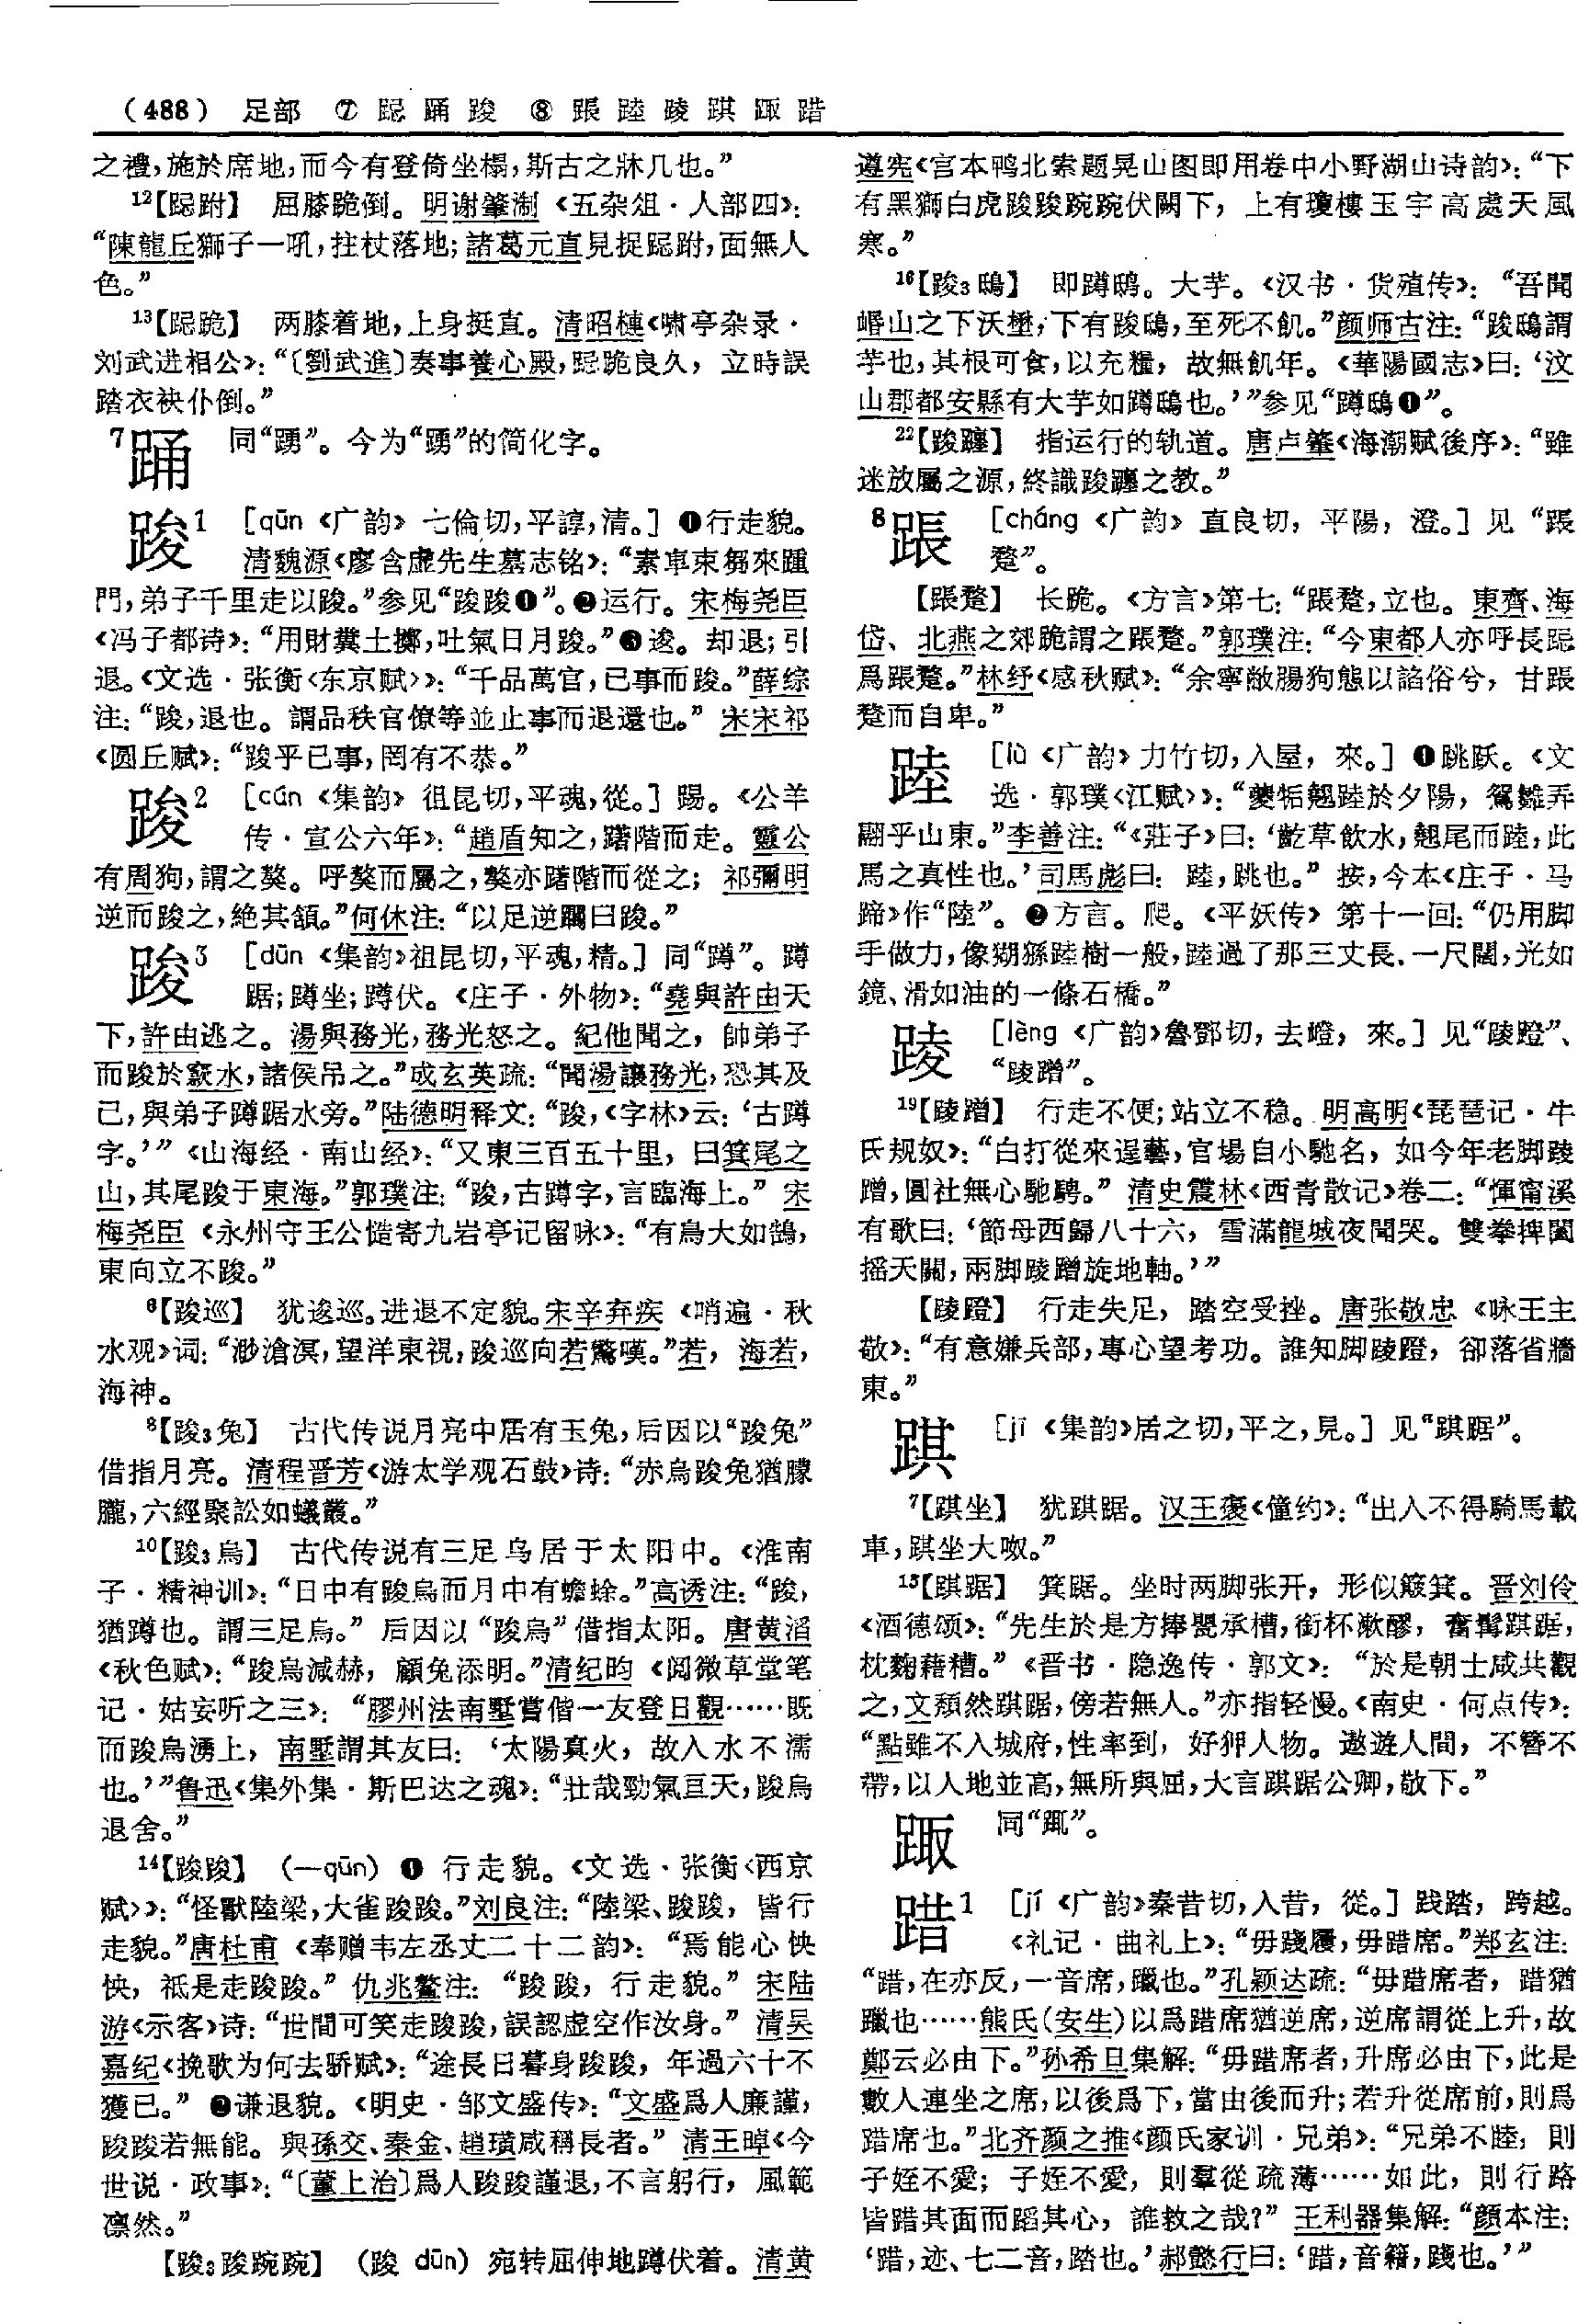 （488） 足部 ⑦ 跽 踊 踆 ⑧ 䠆 踛 踜 踑 踙 踖
之禮，施於席地，而今有登倚坐榻，斯古之牀几也。”
12【跽跗】 屈膝跪倒。明谢肇淛《五杂俎·人部四》：
“陳龍丘獅子一吼，拄杖落地；諸葛元直見捉跽跗，面無人
色。”
13【跽跪】 两膝着地，上身挺直。清昭梿《啸亭杂录·
刘武进相公》：“〔劉武進〕奏事養心殿，跽跪良久，立時誤
踏衣袂仆倒。”
7踊 同“踴”。今为“踴”的简化字。
踆1 ［qūn 《广韵》 七倫切，平諄，清。］ ❶行走貌。
清魏源《廖含虚先生墓志铭》：“素車束芻來踵
門，弟子千里走以踆。”参见“踆踆❶”。❷运行。宋梅尧臣
《冯子都诗》：“用財糞土擲，吐氣日月踆。”❸逡。却退；引
退。《文选·张衡〈东京赋〉》：“千品萬官，已事而踆。”薛综
注：“踆，退也。謂品秩官僚等並止事而退還也。” 宋宋祁
《圆丘赋》：“踆乎已事，罔有不恭。”
踆2 ［cún 《集韵》 徂昆切，平魂，從。］ 踢。《公羊
传·宣公六年》：“趙盾知之，躇階而走。靈公
有周狗，謂之獒。呼獒而屬之，獒亦躇階而從之；祁彌明
逆而踆之，絶其頷。”何休注：“以足逆躢曰踆。”
踆3 ［dūn 《集韵》祖昆切，平魂，精。］ 同“蹲”。蹲
踞；蹲坐；蹲伏。《庄子·外物》：“堯與許由天
下，許由逃之。湯與務光，務光怒之。紀他聞之，帥弟子
而踆於窾水，諸侯吊之。”成玄英疏：“聞湯讓務光，恐其及
己，與弟子蹲踞水旁。”陆德明释文：“踆，《字林》云：‘古蹲
字。’” 《山海经·南山经》：“又東三百五十里，曰箕尾之
山，其尾踆于東海。”郭璞注：“踆，古蹲字，言臨海上。” 宋
梅尧臣 《永州守王公慥寄九岩亭记留咏》：“有鳥大如鵠，
東向立不踆。”
6【踆巡】 犹逡巡。进退不定貌。宋辛弃疾 《哨遍·秋
水观》词：“渺滄溟，望洋東視，踆巡向若驚嘆。”若，海若，
海神。
8【踆3兔】 古代传说月亮中居有玉兔，后因以“踆兔”
借指月亮。清程晋芳《游太学观石鼓》诗：“赤烏踆兔猶朦
朧，六經聚訟如蟻叢。”
10【踆3烏】 古代传说有三足乌居于太阳中。《淮南
子·精神训》：“日中有踆烏而月中有蟾蜍。”高诱注：“踆，
猶蹲也。謂三足烏。” 后因以“踆烏”借指太阳。唐黄滔
《秋色赋》：“踆烏減赫，顧兔添明。”清纪昀 《阅微草堂笔
记·姑妄听之三》：“膠州法南墅嘗偕一友登日觀……既
而踆烏湧上，南墅謂其友曰：‘太陽真火，故入水不濡
也。’”鲁迅《集外集·斯巴达之魂》：“壯哉勁氣亘天，踆烏
退舍。”
14【踆踆】 （—qūn） ❶ 行走貌。《文选·张衡〈西京
赋〉》：“怪獸陸梁，大雀踆踆。”刘良注：“陸梁、踆踆，皆行
走貌。”唐杜甫 《奉赠韦左丞丈二十二韵》：“焉能心怏
怏，祗是走踆踆。” 仇兆鳌注：“踆踆，行走貌。” 宋陆
游《示客》诗：“世間可笑走踆踆，誤認虚空作汝身。” 清吴
嘉纪《挽歌为何去骄赋》：“途長日暮身踆踆，年過六十不
獲已。” ❷谦退貌。《明史·邹文盛传》：“文盛爲人廉謹，
踆踆若無能。與孫交、秦金、趙璜咸稱長者。” 清王晫《今
世说·政事》：“〔董上治〕爲人踆踆謹退，不言躬行，風範
凛然。”
【踆3踆踠踠】 （踆 dūn） 宛转屈伸地蹲伏着。清黄
遵宪《宫本鸭北索题晃山图即用卷中小野湖山诗韵》：“下
有黑獅白虎踆踆踠踠伏闕下，上有瓊樓玉宇高處天風
寒。”
16【踆3鴟】 即蹲鸱。大芋。《汉书·货殖传》：“吾聞
㟭山之下沃壄，下有踆鴟，至死不飢。”颜师古注：“踆鴟謂
芋也，其根可食，以充糧，故無飢年。《華陽國志》曰：‘汶
山郡都安縣有大芋如蹲鴟也。’”参见“蹲鴟❶”。
22【踆躔】 指运行的轨道。唐卢肇《海潮赋後序》：“雖
迷放屬之源，終識踆躔之教。”
8䠆 ［cháng 《广韵》 直良切，平陽，澄。］ 见“䠆
蹵”。
【䠆蹵】 长跪。《方言》第七：“䠆蹵，立也。東齊、海
岱、北燕之郊跪謂之䠆蹵。”郭璞注：“今東都人亦呼長跽
爲䠆蹵。”林纾《感秋赋》：“余寧敞腸狗態以諂俗兮，甘䠆
蹵而自卑。”
踛 ［lù 《广韵》 力竹切，入屋，來。］ ❶跳跃。《文
选·郭璞〈江赋〉》：“夔㸸翹踛於夕陽，鴛雛弄
翮乎山東。”李善注：“《莊子》曰：‘齕草飲水，翹尾而踛，此
馬之真性也。’司馬彪曰：踛，跳也。” 按，今本《庄子·马
蹄》作“陸”。❷方言。爬。《平妖传》 第十一回：“仍用脚
手做力，像猢猻踛樹一般，踛過了那三丈長、一尺闊，光如
鏡、滑如油的一條石橋。”
踜 ［lèng 《广韵》魯鄧切，去嶝，來。］ 见“踜蹬”、
“踜蹭”。
19【踜蹭】 行走不便；站立不稳。明高明《琵琶记·牛
氏规奴》：“白打從來逞藝，官場自小馳名，如今年老脚踜
蹭，圓社無心馳騁。” 清史震林《西青散记》卷二：“惲甯溪
有歌曰：‘節母西歸八十六，雪滿龍城夜聞哭。雙拳捭闔
摇天關，兩脚踜蹭旋地軸。’”
【踜蹬】 行走失足，踏空受挫。唐张敬忠 《咏王主
敬》：“有意嫌兵部，專心望考功。誰知脚踜蹬，卻落省牆
東。”
踑 ［jī 《集韵》居之切，平之，見。］ 见“踑踞”。
7【踑坐】 犹踑踞。汉王褒《僮约》：“出入不得騎馬載
車，踑坐大呶。”
15【踑踞】 箕踞。坐时两脚张开，形似簸箕。晋刘伶
《酒德颂》：“先生於是方捧甖承槽，銜杯漱醪，奮髯踑踞，
枕麴藉糟。” 《晋书·隐逸传·郭文》：“於是朝士咸共觀
之，文頹然踑踞，傍若無人。”亦指轻慢。《南史·何点传》：
“點雖不入城府，性率到，好狎人物。遨遊人間，不簪不
帶，以人地並高，無所與屈，大言踑踞公卿，敬下。”
踙 同“䟵”。
踖1 ［jí 《广韵》秦昔切，入昔，從。］ 践踏，跨越。
《礼记·曲礼上》：“毋踐屨，毋踖席。”郑玄注：
“踖，在亦反，一音席，躐也。”孔颖达疏：“毋踖席者，踖猶
躐也……熊氏（安生）以爲踖席猶逆席，逆席謂從上升，故
鄭云必由下。”孙希旦集解：“毋踖席者，升席必由下，此是
數人連坐之席，以後爲下，當由後而升；若升從席前，則爲
踖席也。”北齐颜之推《颜氏家训·兄弟》：“兄弟不睦，則
子姪不愛；子姪不愛，則羣從疏薄……如此，則行路
皆踖其面而蹈其心，誰救之哉？” 王利器集解：“顔本注：
‘踖，迹、七二音，踏也。’郝懿行曰：‘踖，音籍，踐也。’”